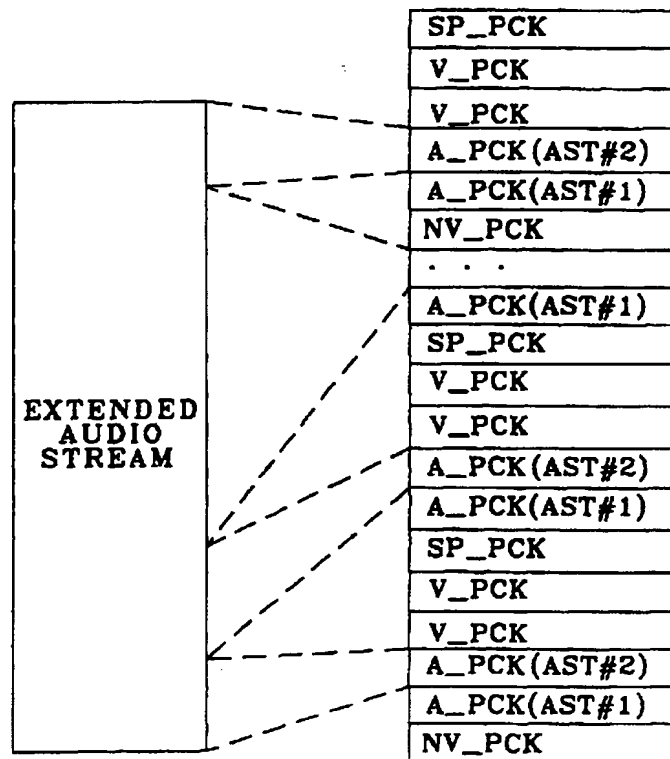 SP_PCK
V_PCK
V_PCK
A_PCK(AST#2)
A_PCK(AST#1)
NV_PCK
. . .
A_PCK(AST#1)
SP_PCK
V_PCK
V_PCK
A_PCK(AST#2)
A_PCK(AST#1)
SP_PCK
V_PCK
V_PCK
A_PCK(AST#2)
A_PCK(AST#1)
NV_PCK
EXTENDED
AUDIO
STREAM